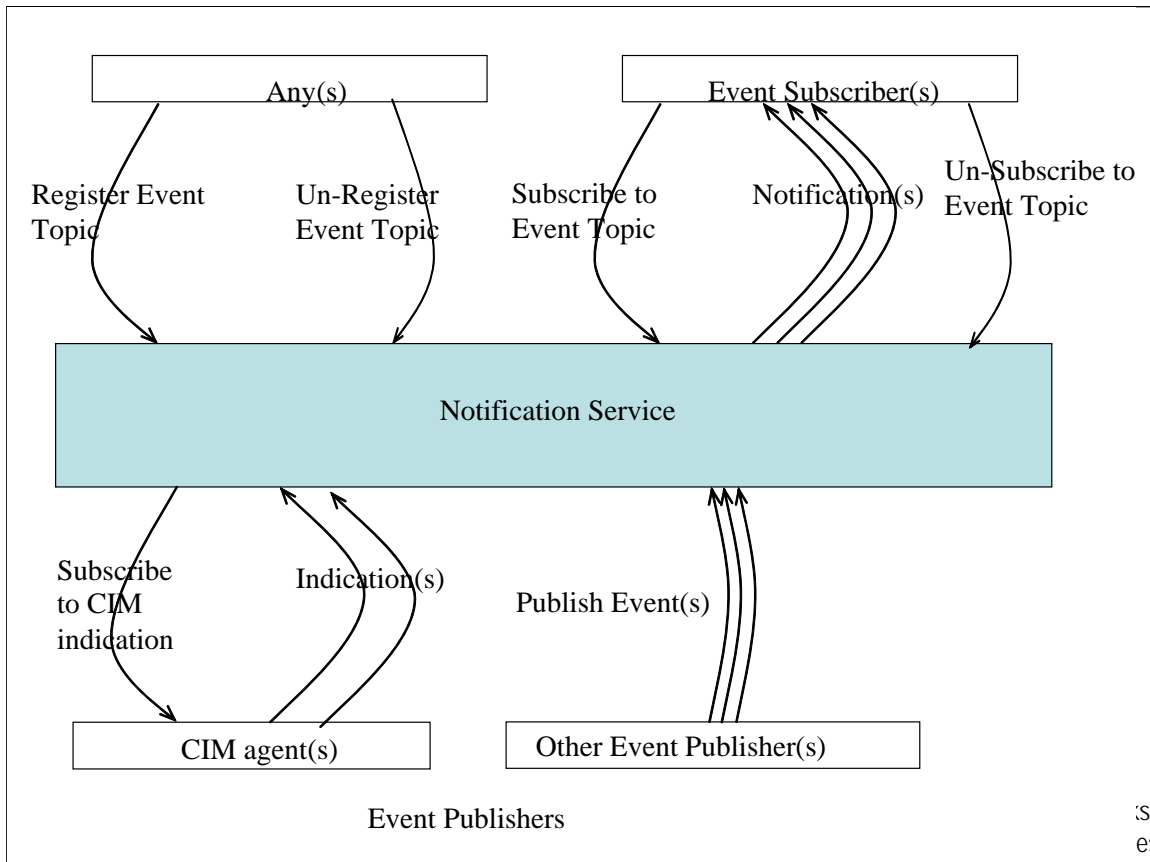 Any(s)
Event Subscriber(s)
Register Event
Topic
Un-Register
Event Topic
Subscribe to
Event Topic
Notification(s)
Un-Subscribe to
Event Topic
Notification Service
Subscribe
to CIM
indication
Indication(s)
Publish Event(s)
CIM agent(s)
Other Event Publisher(s)
Event Publishers